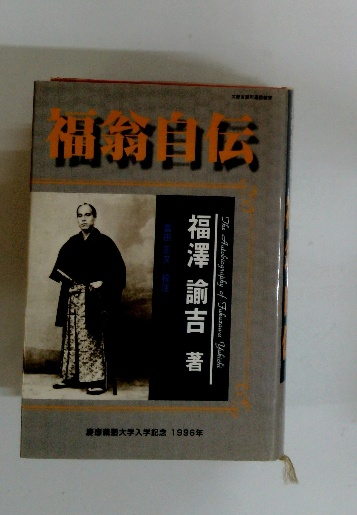 福翁自伝
福澤諭吉 著
The Autobiography of Fukuzawa Yukichi
慶應義塾大学入学記念 1996年